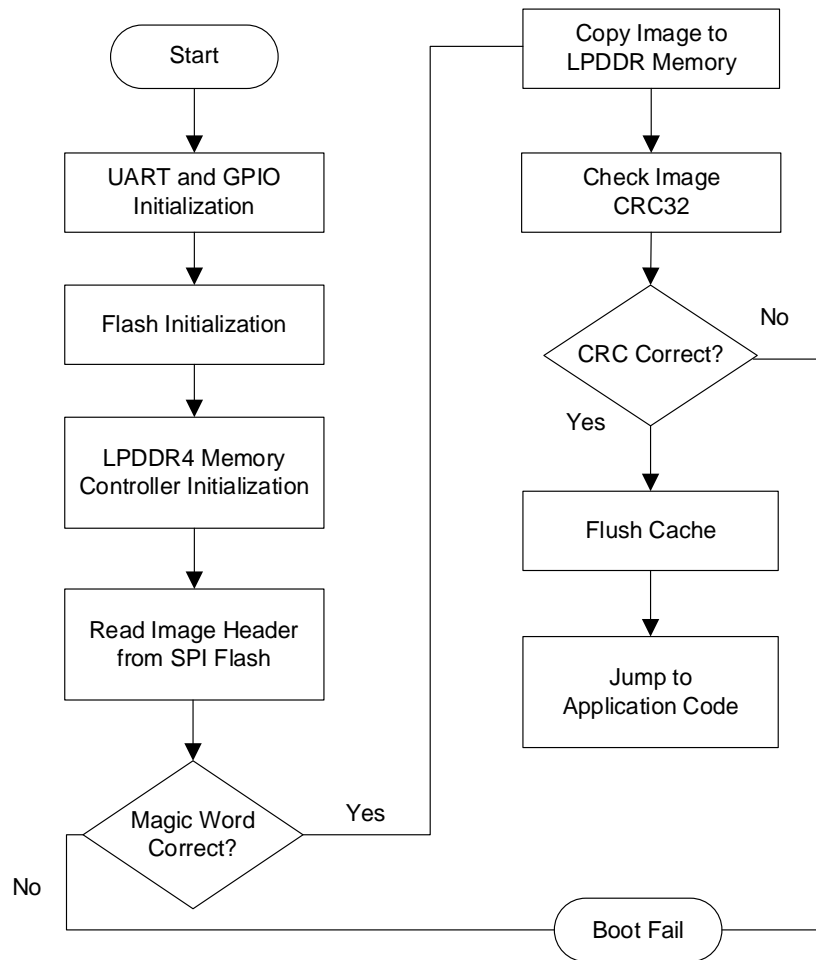 Start
UART and GPIO
Initialization
Flash Initialization
LPDDR4 Memory
Controller Initialization
Read Image Header
from SPI Flash
Magic Word
Correct?
Yes
No
Copy Image to
LPDDR Memory
Check Image
CRC32
CRC Correct?
No
Yes
Flush Cache
Jump to
Application Code
Boot Fail